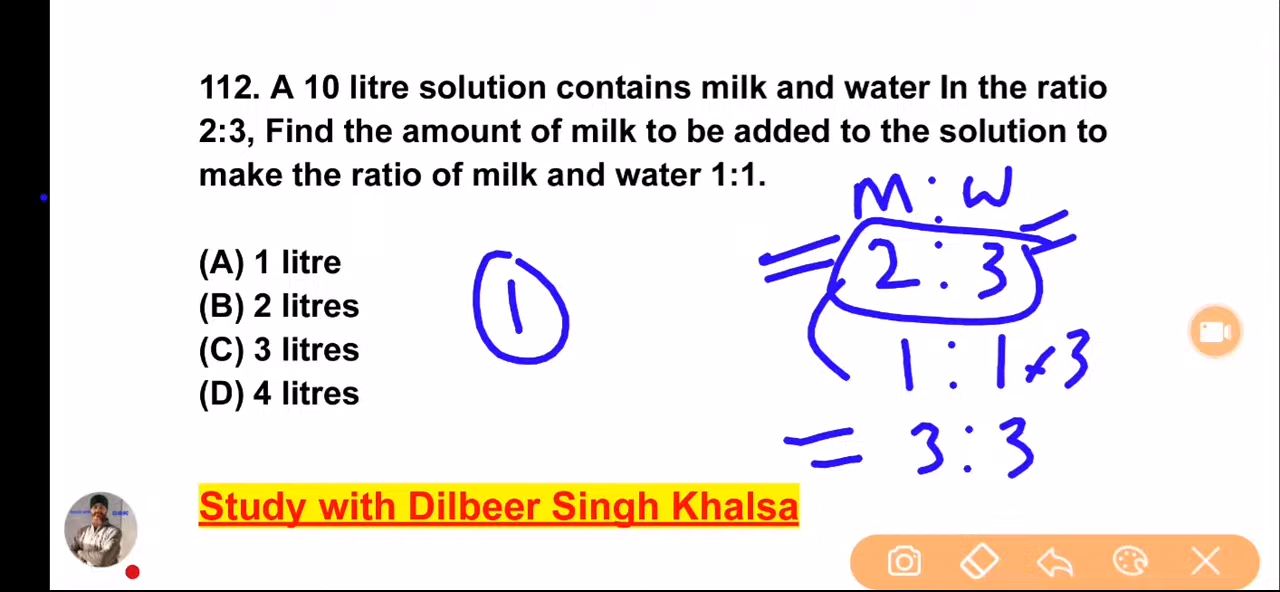 112. A 10 litre solution contains milk and water In the ratio
2:3, Find the amount of milk to be added to the solution to
make the ratio of milk and water 1:1.
M : W
(A) 1 litre
(B) 2 litres
(C) 3 litres
(D) 4 litres
1
= 2 : 3 =
1 : 1 × 3
= 3 : 3
Study with Dilbeer Singh Khalsa